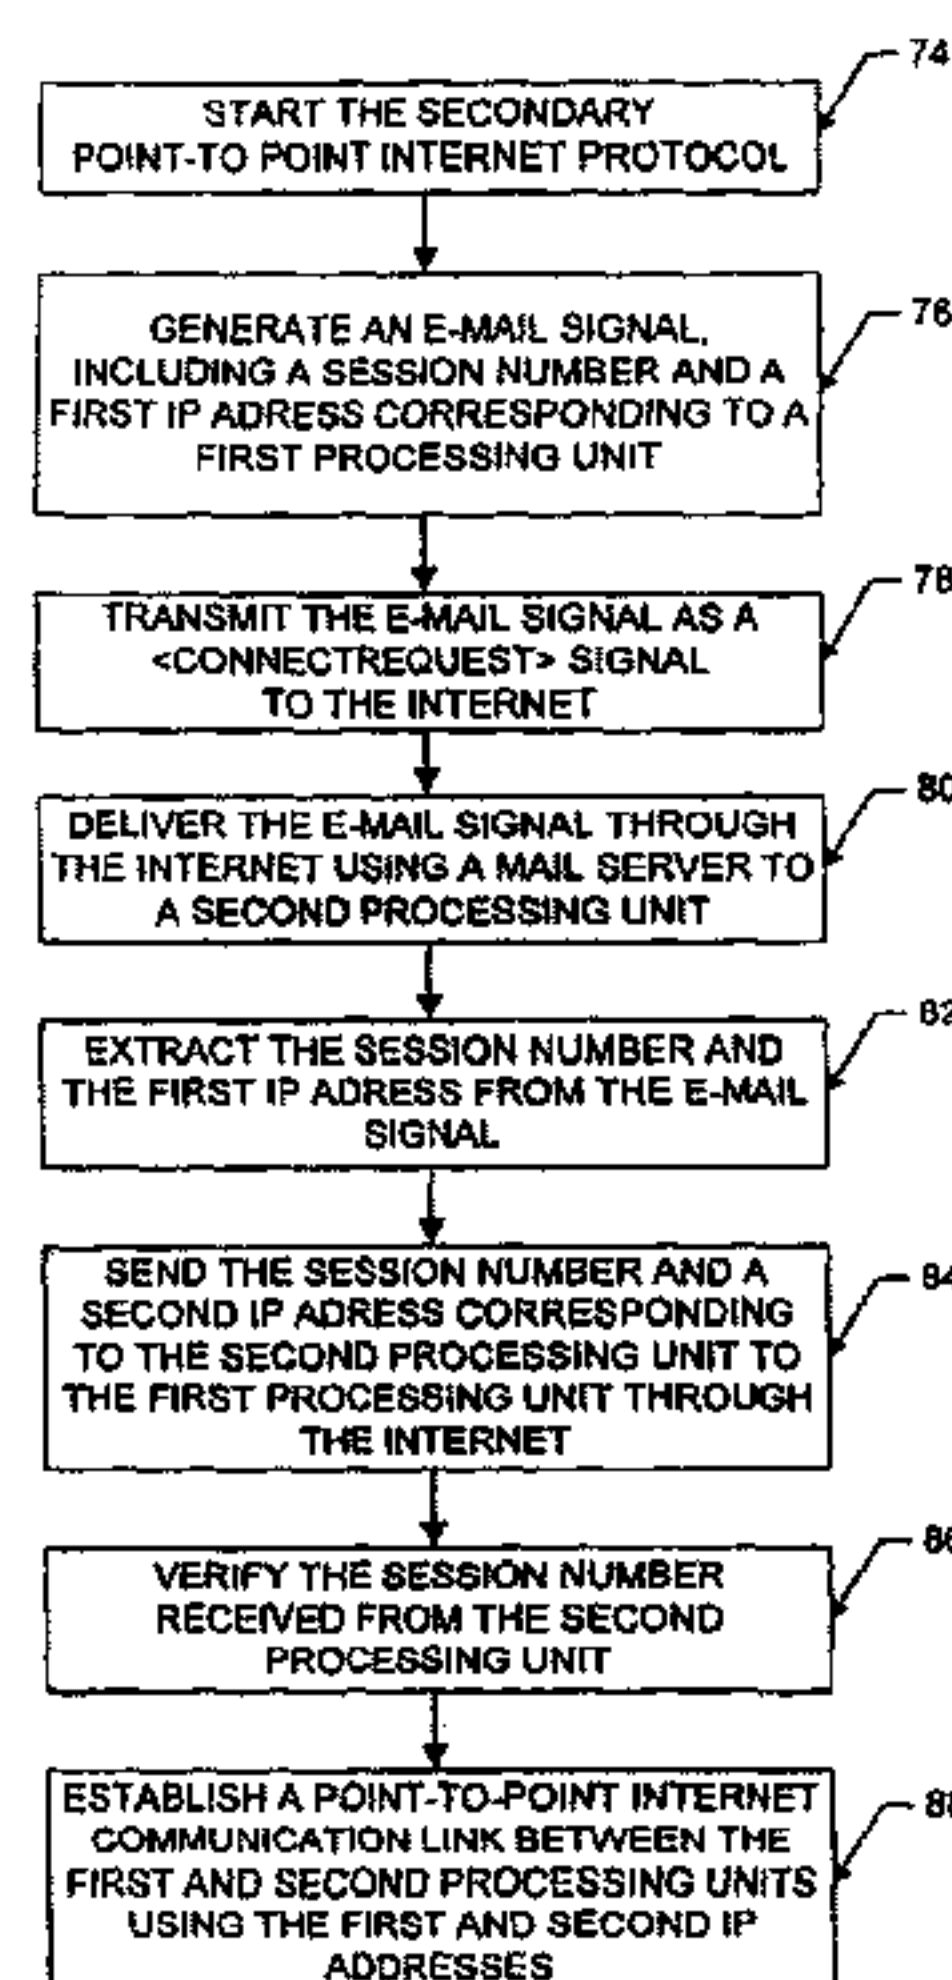 74
START THE SECONDARY
POINT-TO POINT INTERNET PROTOCOL
76
GENERATE AN E-MAIL SIGNAL,
INCLUDING A SESSION NUMBER AND A
FIRST IP ADRESS CORRESPONDING TO A
FIRST PROCESSING UNIT
78
TRANSMIT THE E-MAIL SIGNAL AS A
<CONNECTREQUEST> SIGNAL
TO THE INTERNET
80
DELIVER THE E-MAIL SIGNAL THROUGH
THE INTERNET USING A MAIL SERVER TO
A SECOND PROCESSING UNIT
82
EXTRACT THE SESSION NUMBER AND
THE FIRST IP ADRESS FROM THE E-MAIL
SIGNAL
84
SEND THE SESSION NUMBER AND A
SECOND IP ADRESS CORRESPONDING
TO THE SECOND PROCESSING UNIT TO
THE FIRST PROCESSING UNIT THROUGH
THE INTERNET
86
VERIFY THE SESSION NUMBER
RECEIVED FROM THE SECOND
PROCESSING UNIT
88
ESTABLISH A POINT-TO-POINT INTERNET
COMMUNICATION LINK BETWEEN THE
FIRST AND SECOND PROCESSING UNITS
USING THE FIRST AND SECOND IP
ADDRESSES